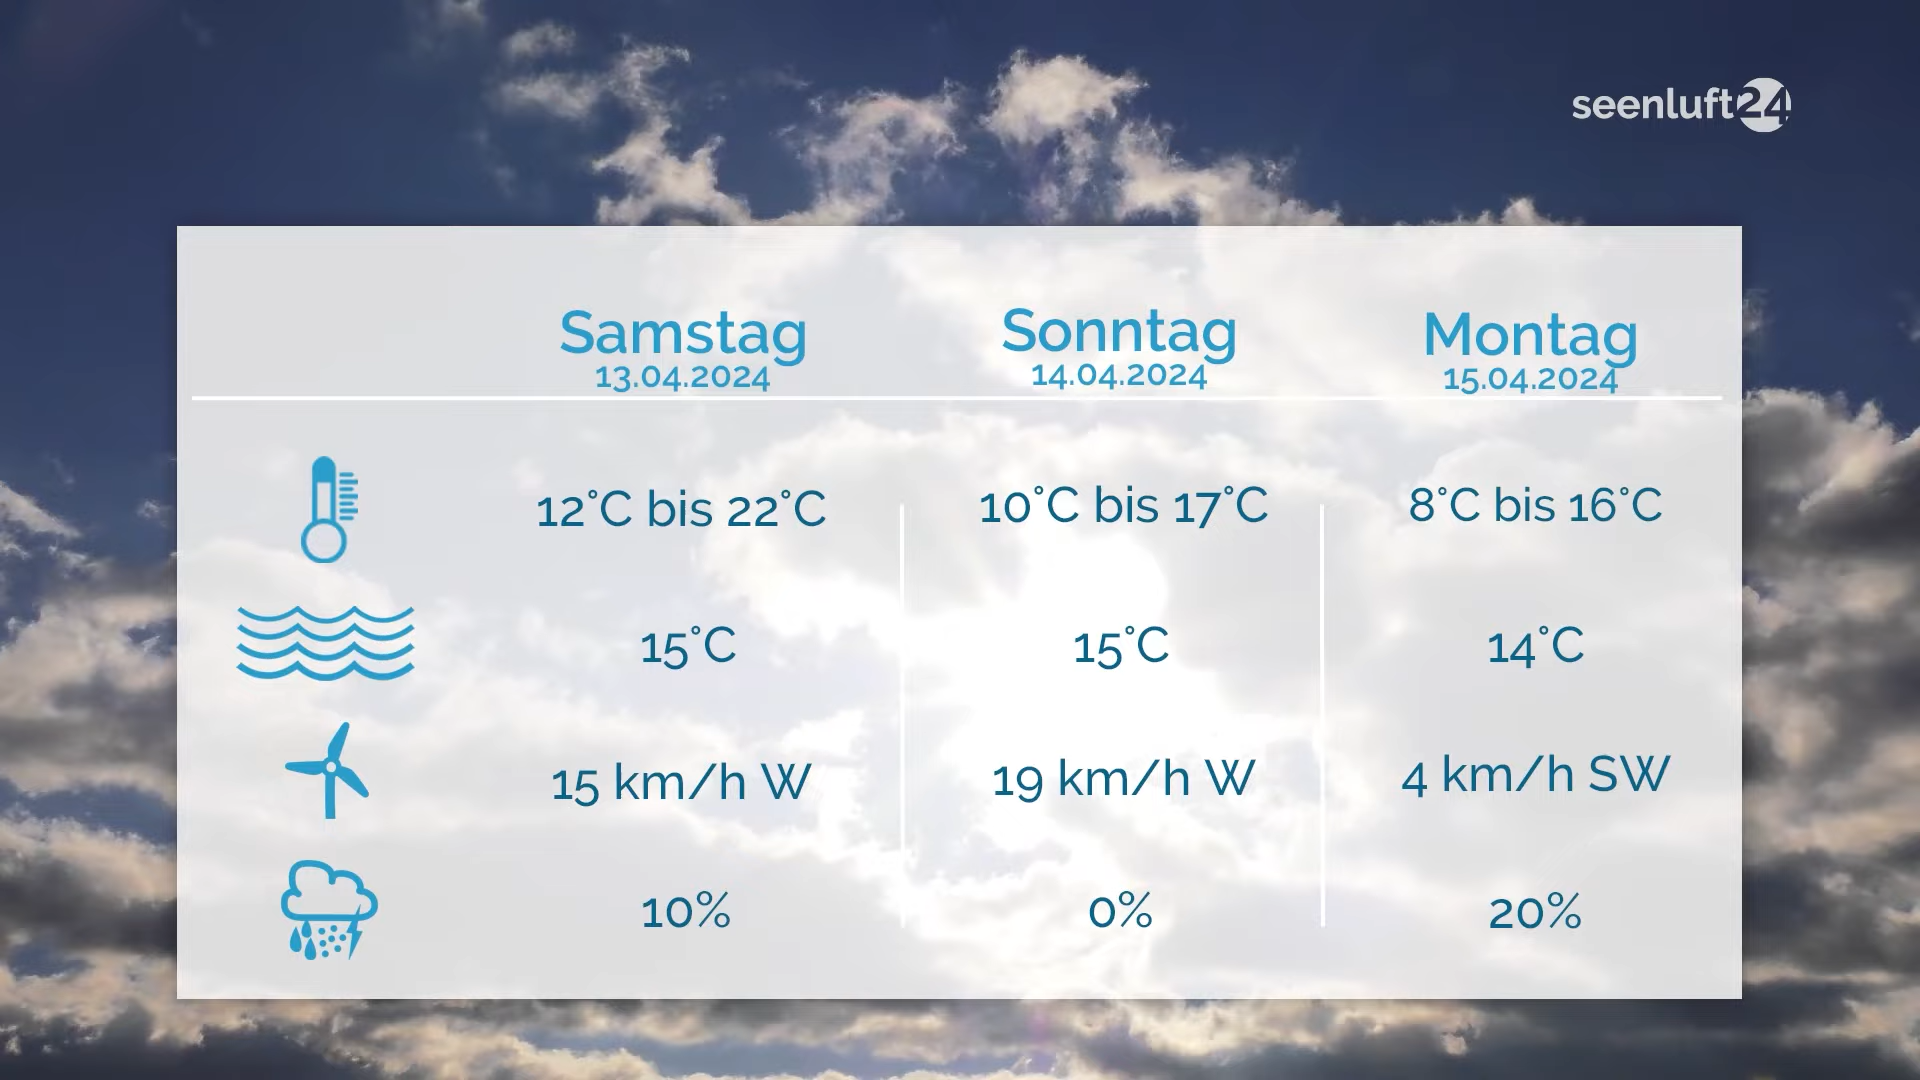 seenluft24
Samstag Sonntag Montag
13.04.2024 14.04.2024 15.04.2024
12°C bis 22°C 10°C bis 17°C 8°C bis 16°C
15°C 15°C 14°C
15 km/h W 19 km/h W 4 km/h SW
10% 0% 20%